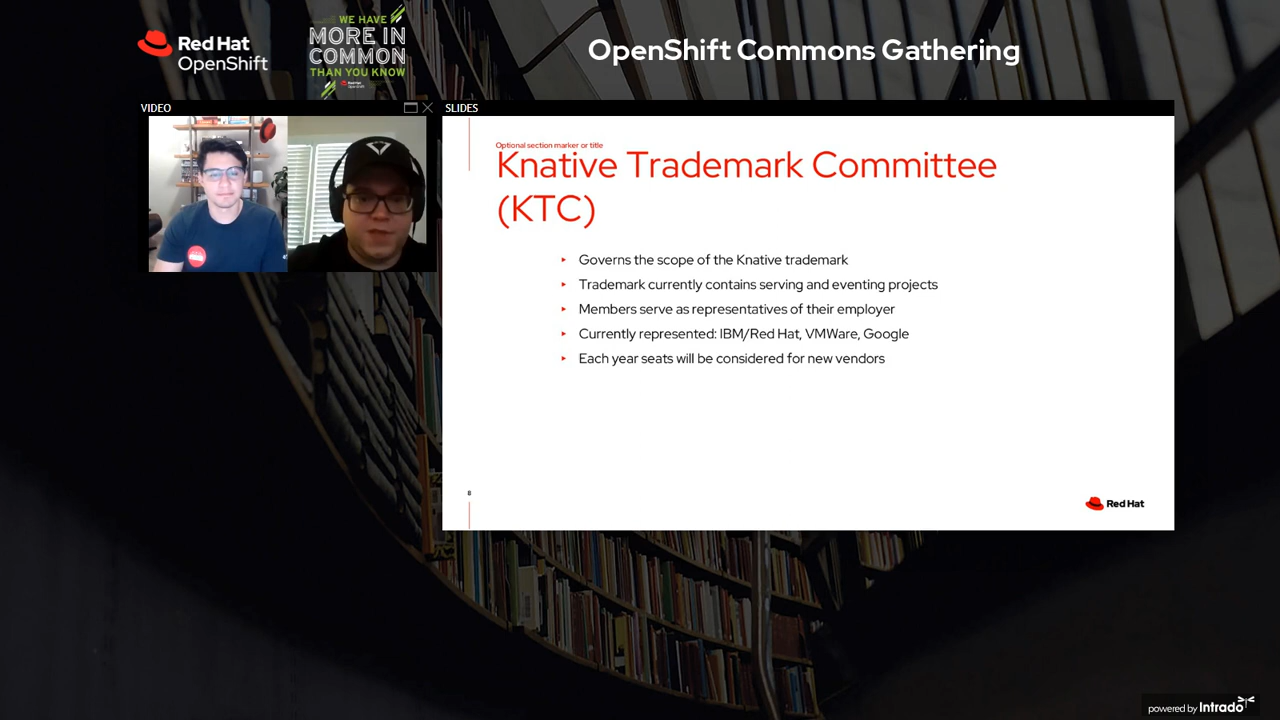 Red Hat
OpenShift
WE HAVE
MORE IN
COMMON
THAN YOU KNOW
OpenShift Commons Gathering
VIDEO
SLIDES
Optional section marker or title
Knative Trademark Committee
(KTC)
Governs the scope of the Knative trademark
Trademark currently contains serving and eventing projects
Members serve as representatives of their employer
Currently represented: IBM/Red Hat, VMWare, Google
Each year seats will be considered for new vendors
8
Red Hat
powered by Intrado